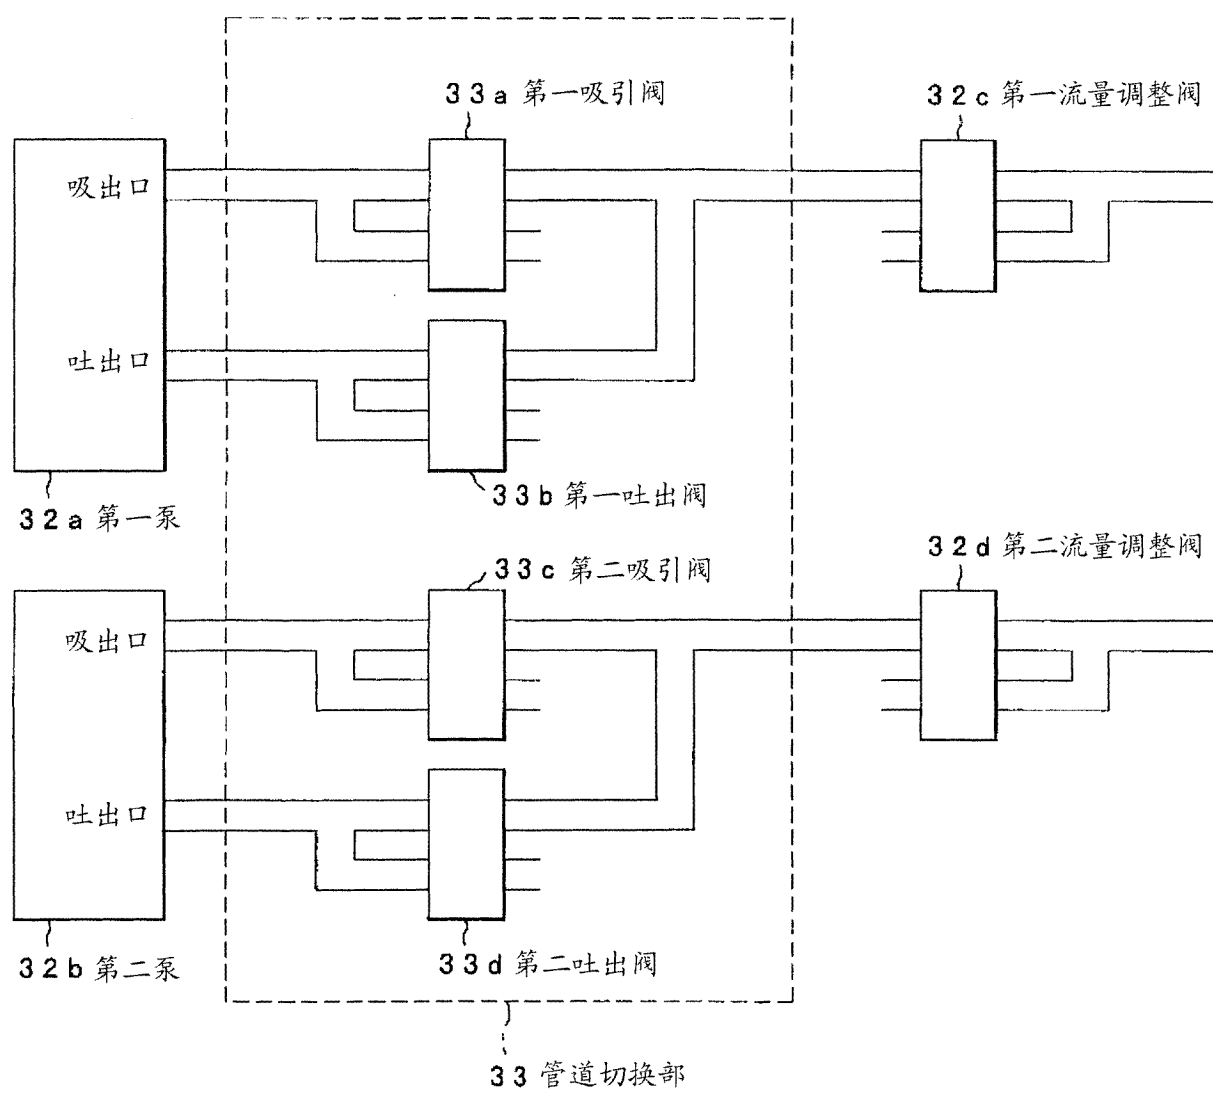 33a 第一吸引阀
32c 第一流量调整阀
吸出口
吐出口
33b 第一吐出阀
32a 第一泵
32d 第二流量调整阀
33c 第二吸引阀
吸出口
吐出口
33d 第二吐出阀
32b 第二泵
33 管道切换部